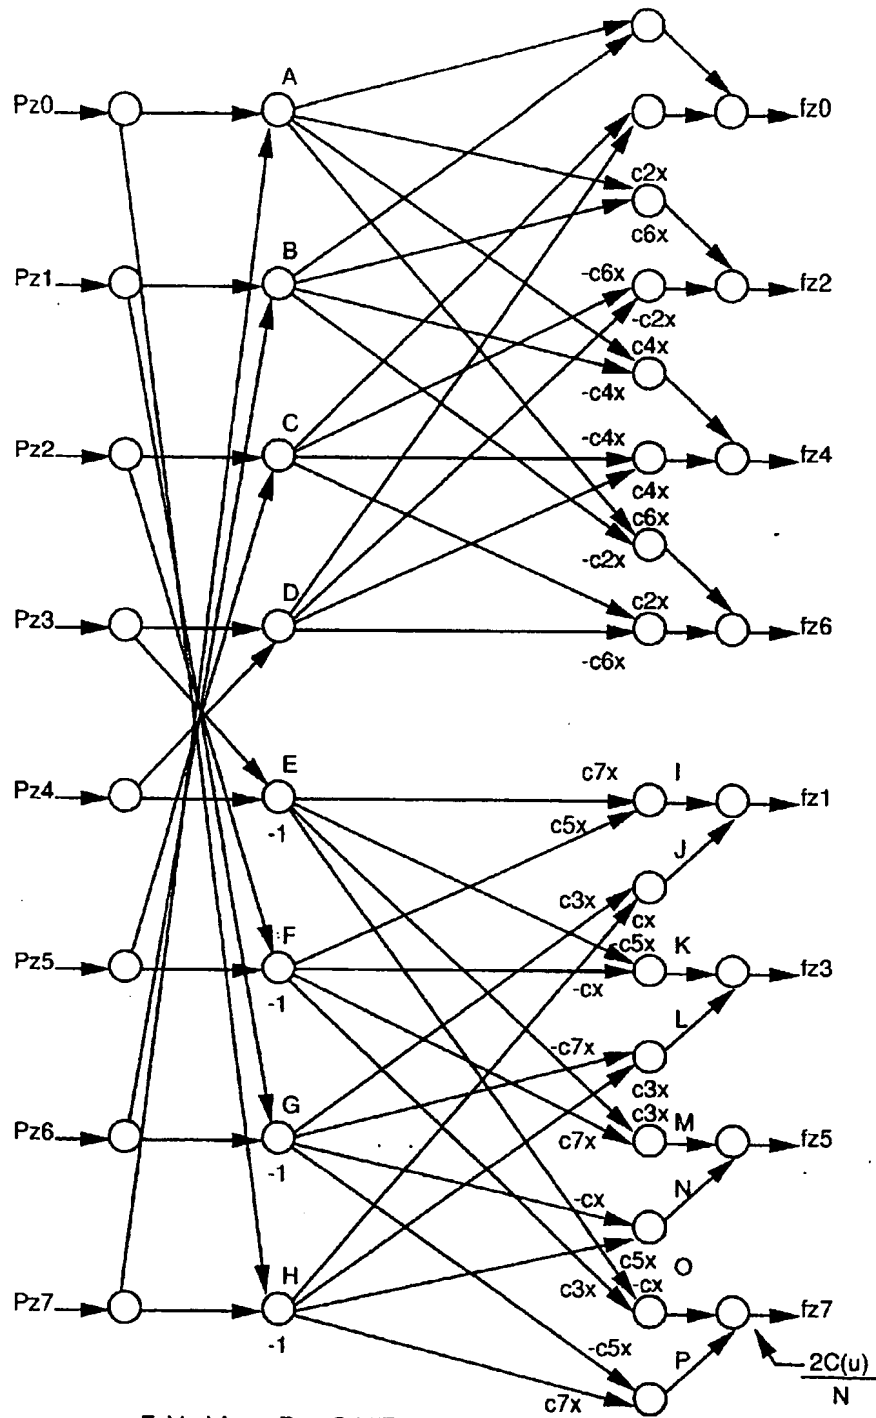 A
Pz0
fz0
c2x
c6x
B
Pz1
-c6x
fz2
-c2x
c4x
-c4x
C
Pz2
-c4x
fz4
c4x
c6x
-c2x
D
Pz3
c2x
fz6
-c6x
E
Pz4
c7x
I
fz1
-1
c5x
J
c3x
cx
F
-c5x
K
Pz5
fz3
-1
-cx
L
-c7x
c3x
G
c3x
M
Pz6
c7x
fz5
-1
N
-cx
c5x
O
H
-cx
c3x
Pz7
fz7
-1
-c5x
P
2C(u)
N
c7x